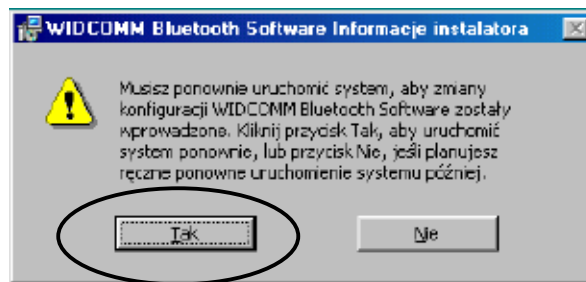 WIDCOMM Bluetooth Software Informacje instalatora
Musisz ponownie uruchomić system, aby zmiany
konfiguracji WIDCOMM Bluetooth Software zostały
wprowadzone. Kliknij przycisk Tak, aby uruchomić
system ponownie, lub przycisk Nie, jeśli planujesz
ręczne ponowne uruchomienie systemu później.
Tak
Nie